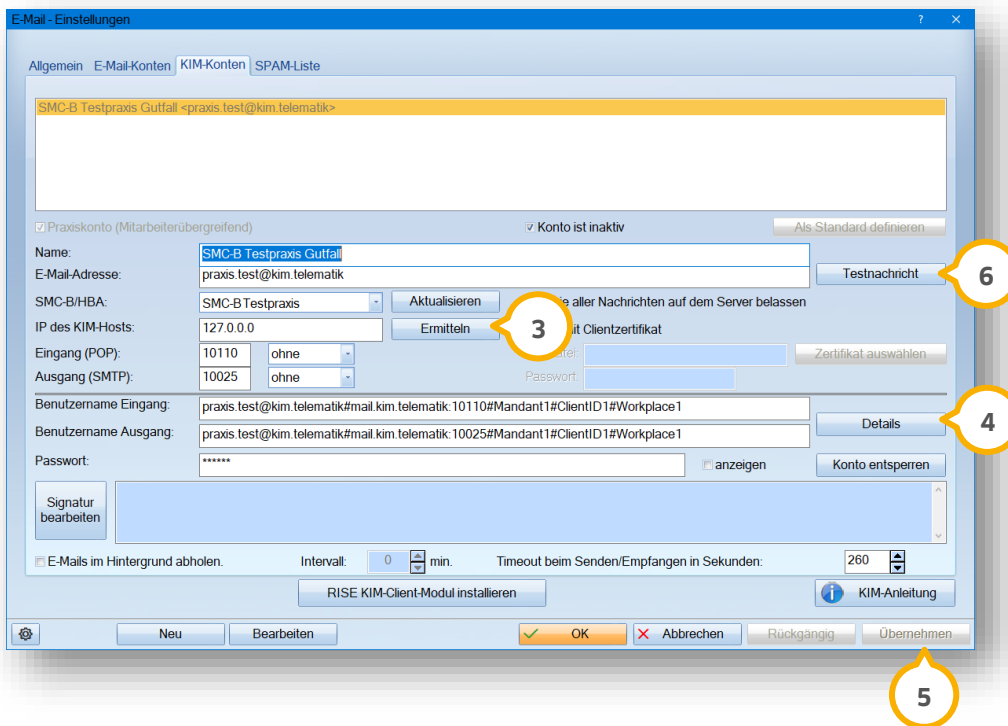 E-Mail - Einstellungen ? ×
Allgemein E-Mail-Konten KIM-Konten SPAM-Liste
SMC-B Testpraxis Gutfall <praxis.test@kim.telematik>
Praxiskonto (Mitarbeiterübergreifend) Konto ist inaktiv Als Standard definieren
Name: SMC-B Testpraxis Gutfall
E-Mail-Adresse: praxis.test@kim.telematik Testnachricht 6
SMC-B/HBA: SMC-B Testpraxis Aktualisieren aller Nachrichten auf dem Server belassen
IP des KIM-Hosts: 127.0.0.0 Ermitteln 3 Clientzertifikat
Eingang (POP): 10110 ohne Zertifikat auswählen
Ausgang (SMTP): 10025 ohne Passwort:
Benutzername Eingang: praxis.test@kim.telematik#mail.kim.telematik:10110#Mandant1#ClientID1#Workplace1
Details 4
Benutzername Ausgang: praxis.test@kim.telematik#mail.kim.telematik:10025#Mandant1#ClientID1#Workplace1
Passwort: ****** anzeigen Konto entsperren
Signatur
bearbeiten
E-Mails im Hintergrund abholen. Intervall: 0 min. Timeout beim Senden/Empfangen in Sekunden: 260
RISE KIM-Client-Modul installieren KIM-Anleitung
Neu Bearbeiten OK Abbrechen Rückgängig Übernehmen
5